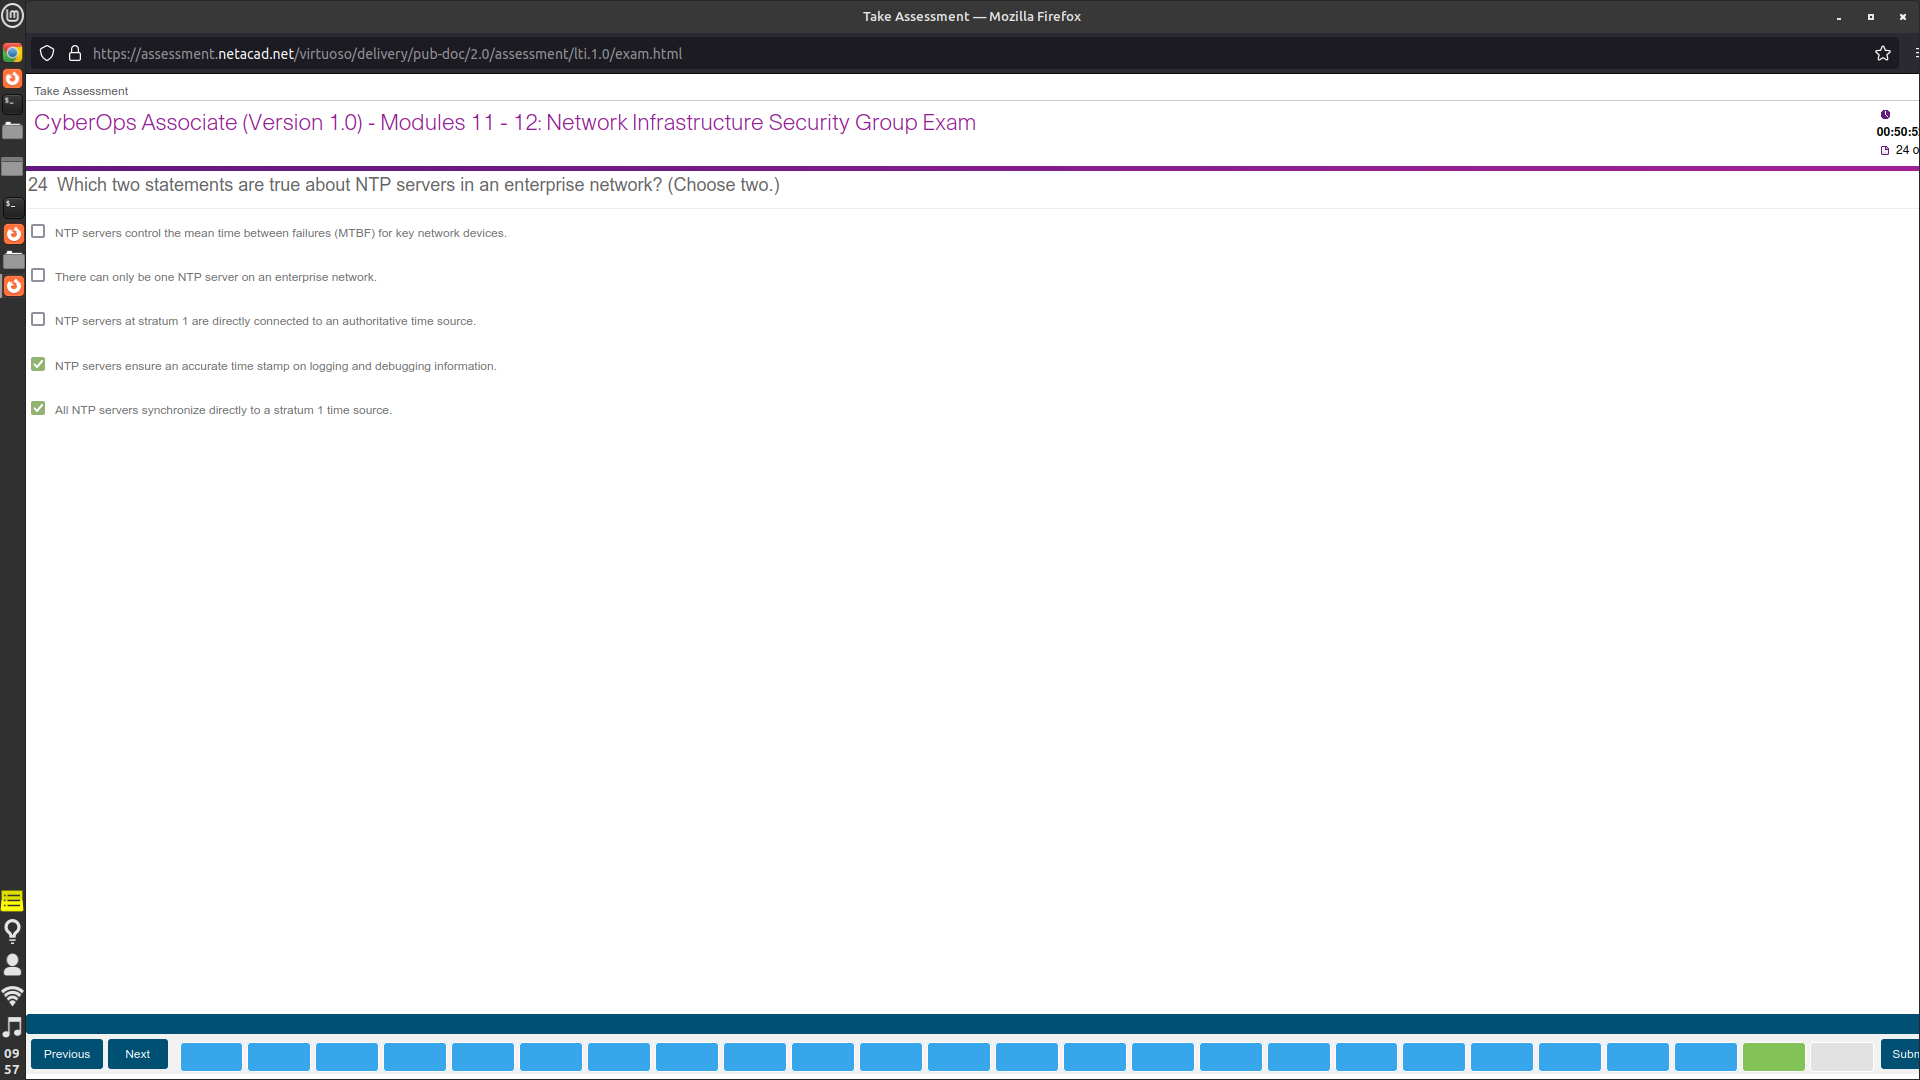 Take Assessment — Mozilla Firefox
https://assessment.netacad.net/virtuoso/delivery/pub-doc/2.0/assessment/lti.1.0/exam.html
Take Assessment
CyberOps Associate (Version 1.0) - Modules 11 - 12: Network Infrastructure Security Group Exam
00:50:5
24 o
24 Which two statements are true about NTP servers in an enterprise network? (Choose two.)
NTP servers control the mean time between failures (MTBF) for key network devices.
There can only be one NTP server on an enterprise network.
NTP servers at stratum 1 are directly connected to an authoritative time source.
NTP servers ensure an accurate time stamp on logging and debugging information.
All NTP servers synchronize directly to a stratum 1 time source.
Previous
Next
Subm
09
57